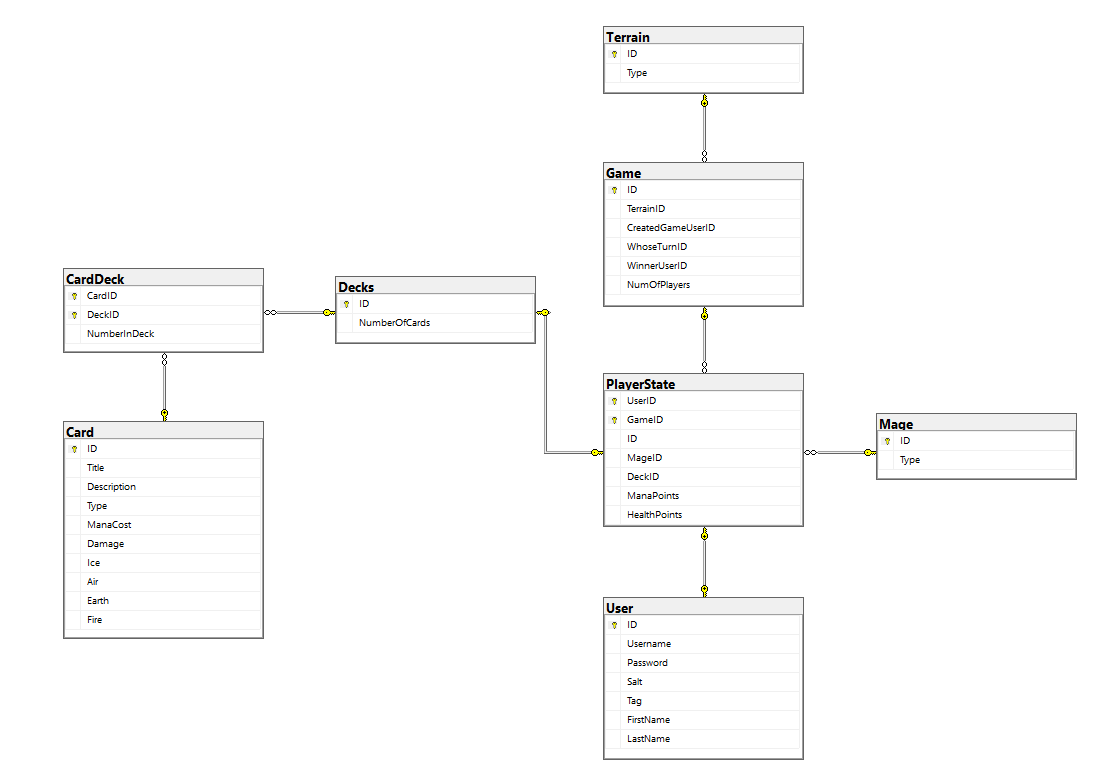 Terrain
ID
Type
Game
ID
TerrainID
CreatedGameUserID
WhoseTurnID
WinnerUserID
NumOfPlayers
CardDeck
CardID
DeckID
NumberInDeck
Decks
ID
NumberOfCards
PlayerState
UserID
GameID
ID
MageID
DeckID
ManaPoints
HealthPoints
Mage
ID
Type
Card
ID
Title
Description
Type
ManaCost
Damage
Ice
Air
Earth
Fire
User
ID
Username
Password
Salt
Tag
FirstName
LastName